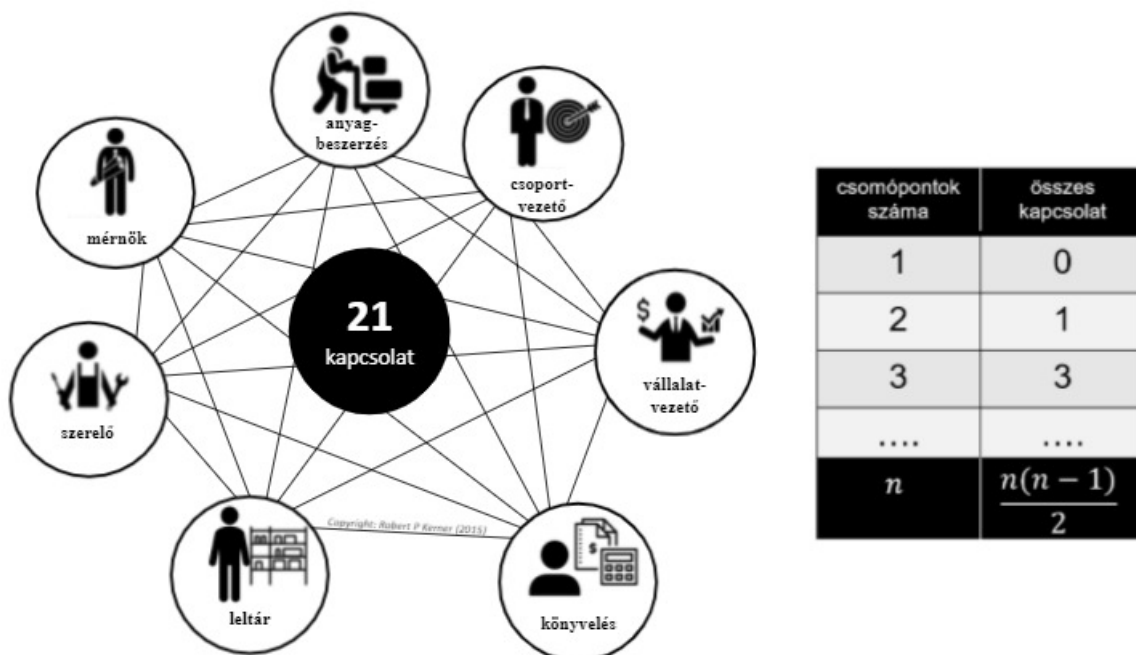 anyag-
beszerzés
csoport-
vezető
mérnök
21
kapcsolat
vállalat-
vezető
szerelő
Copyright: Robert P Kerner (2015)
leltár
könyvelés
csomópontok
száma
összes
kapcsolat
1 0
2 1
3 3
.... ....
n n(n − 1)
2
$
$